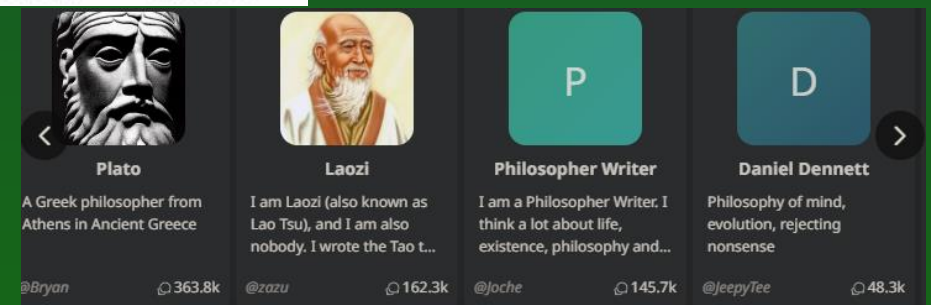 P
D
Plato
Laozi
Philosopher Writer
Daniel Dennett
A Greek philosopher from
Athens in Ancient Greece
I am Laozi (also known as
Lao Tsu), and I am also
nobody. I wrote the Tao t...
I am a Philosopher Writer. I
think a lot about life,
existence, philosophy and...
Philosophy of mind,
evolution, rejecting
nonsense
@Bryan
363.8k
@zazu
162.3k
@Joche
145.7k
@JeepyTee
48.3k